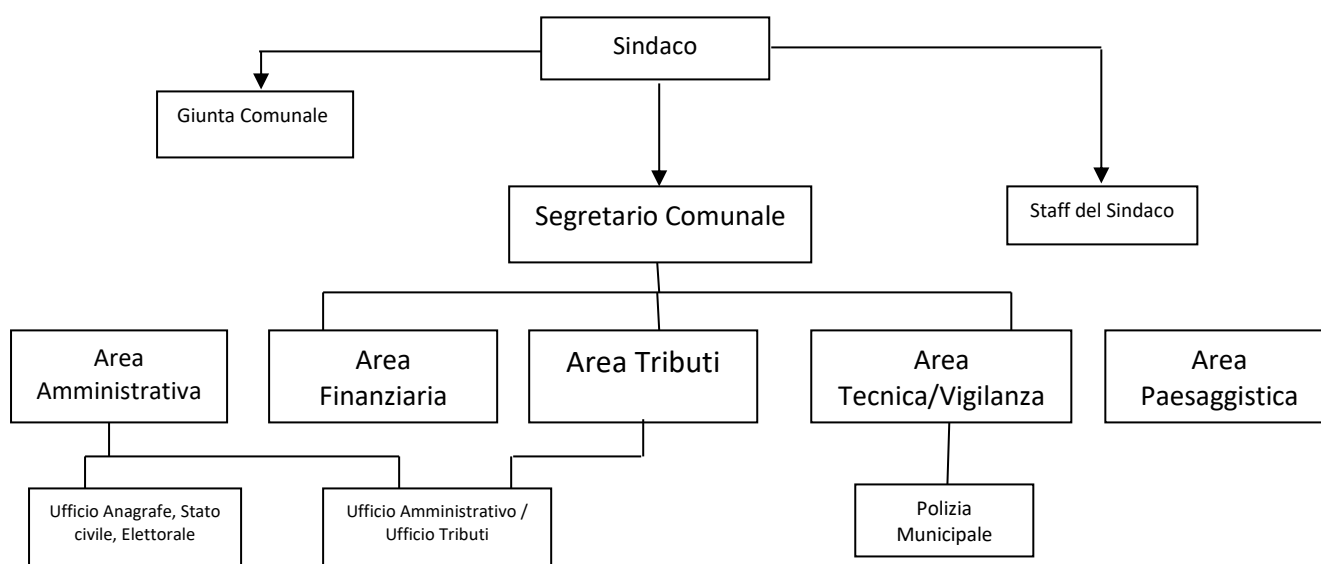 Sindaco
Giunta Comunale
Segretario Comunale
Staff del Sindaco
Area
Amministrativa
Area
Finanziaria
Area Tributi
Area
Tecnica/Vigilanza
Area
Paesaggistica
Ufficio Anagrafe, Stato
civile, Elettorale
Ufficio Amministrativo /
Ufficio Tributi
Polizia
Municipale